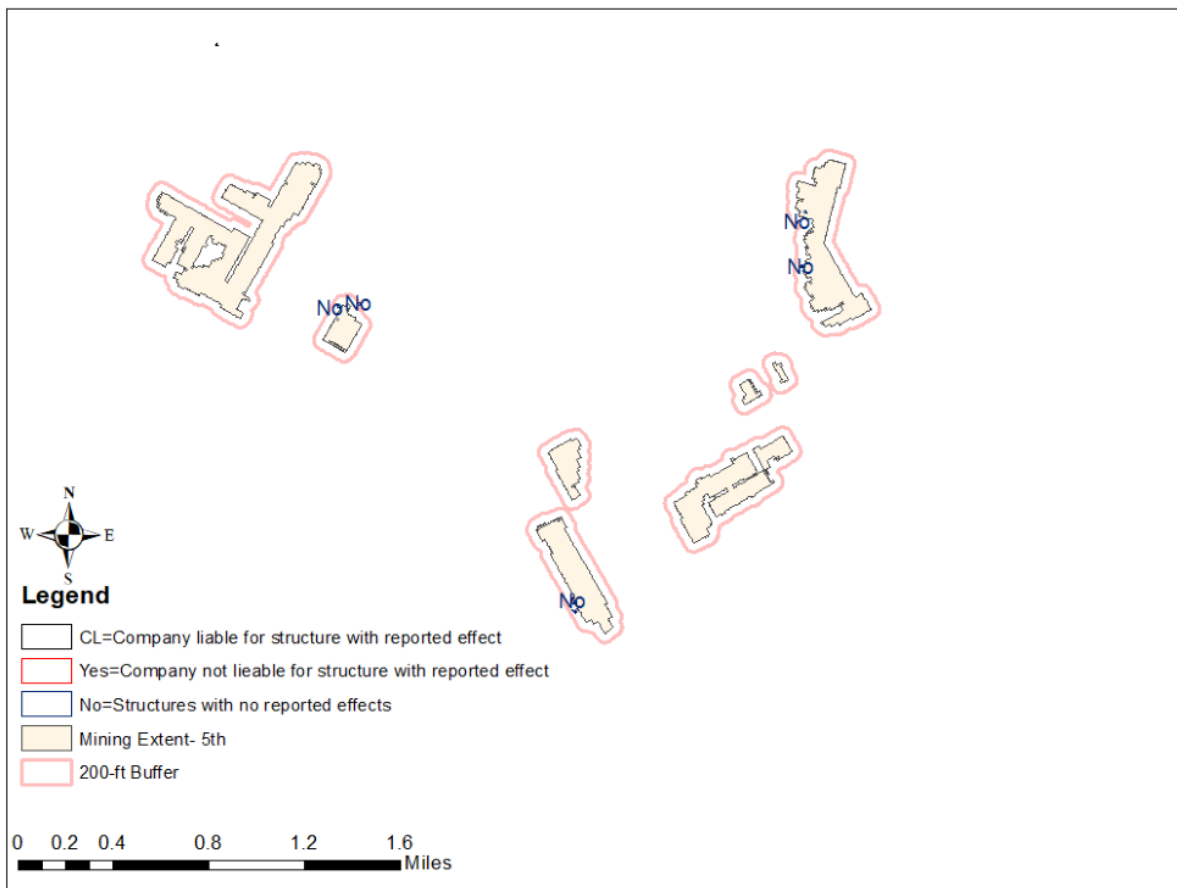 No
No
No No
No
N
W E
S
Legend
CL=Company liable for structure with reported effect
Yes=Company not lieable for structure with reported effect
No=Structures with no reported effects
Mining Extent- 5th
200-ft Buffer
0 0.2 0.4 0.8 1.2 1.6
Miles